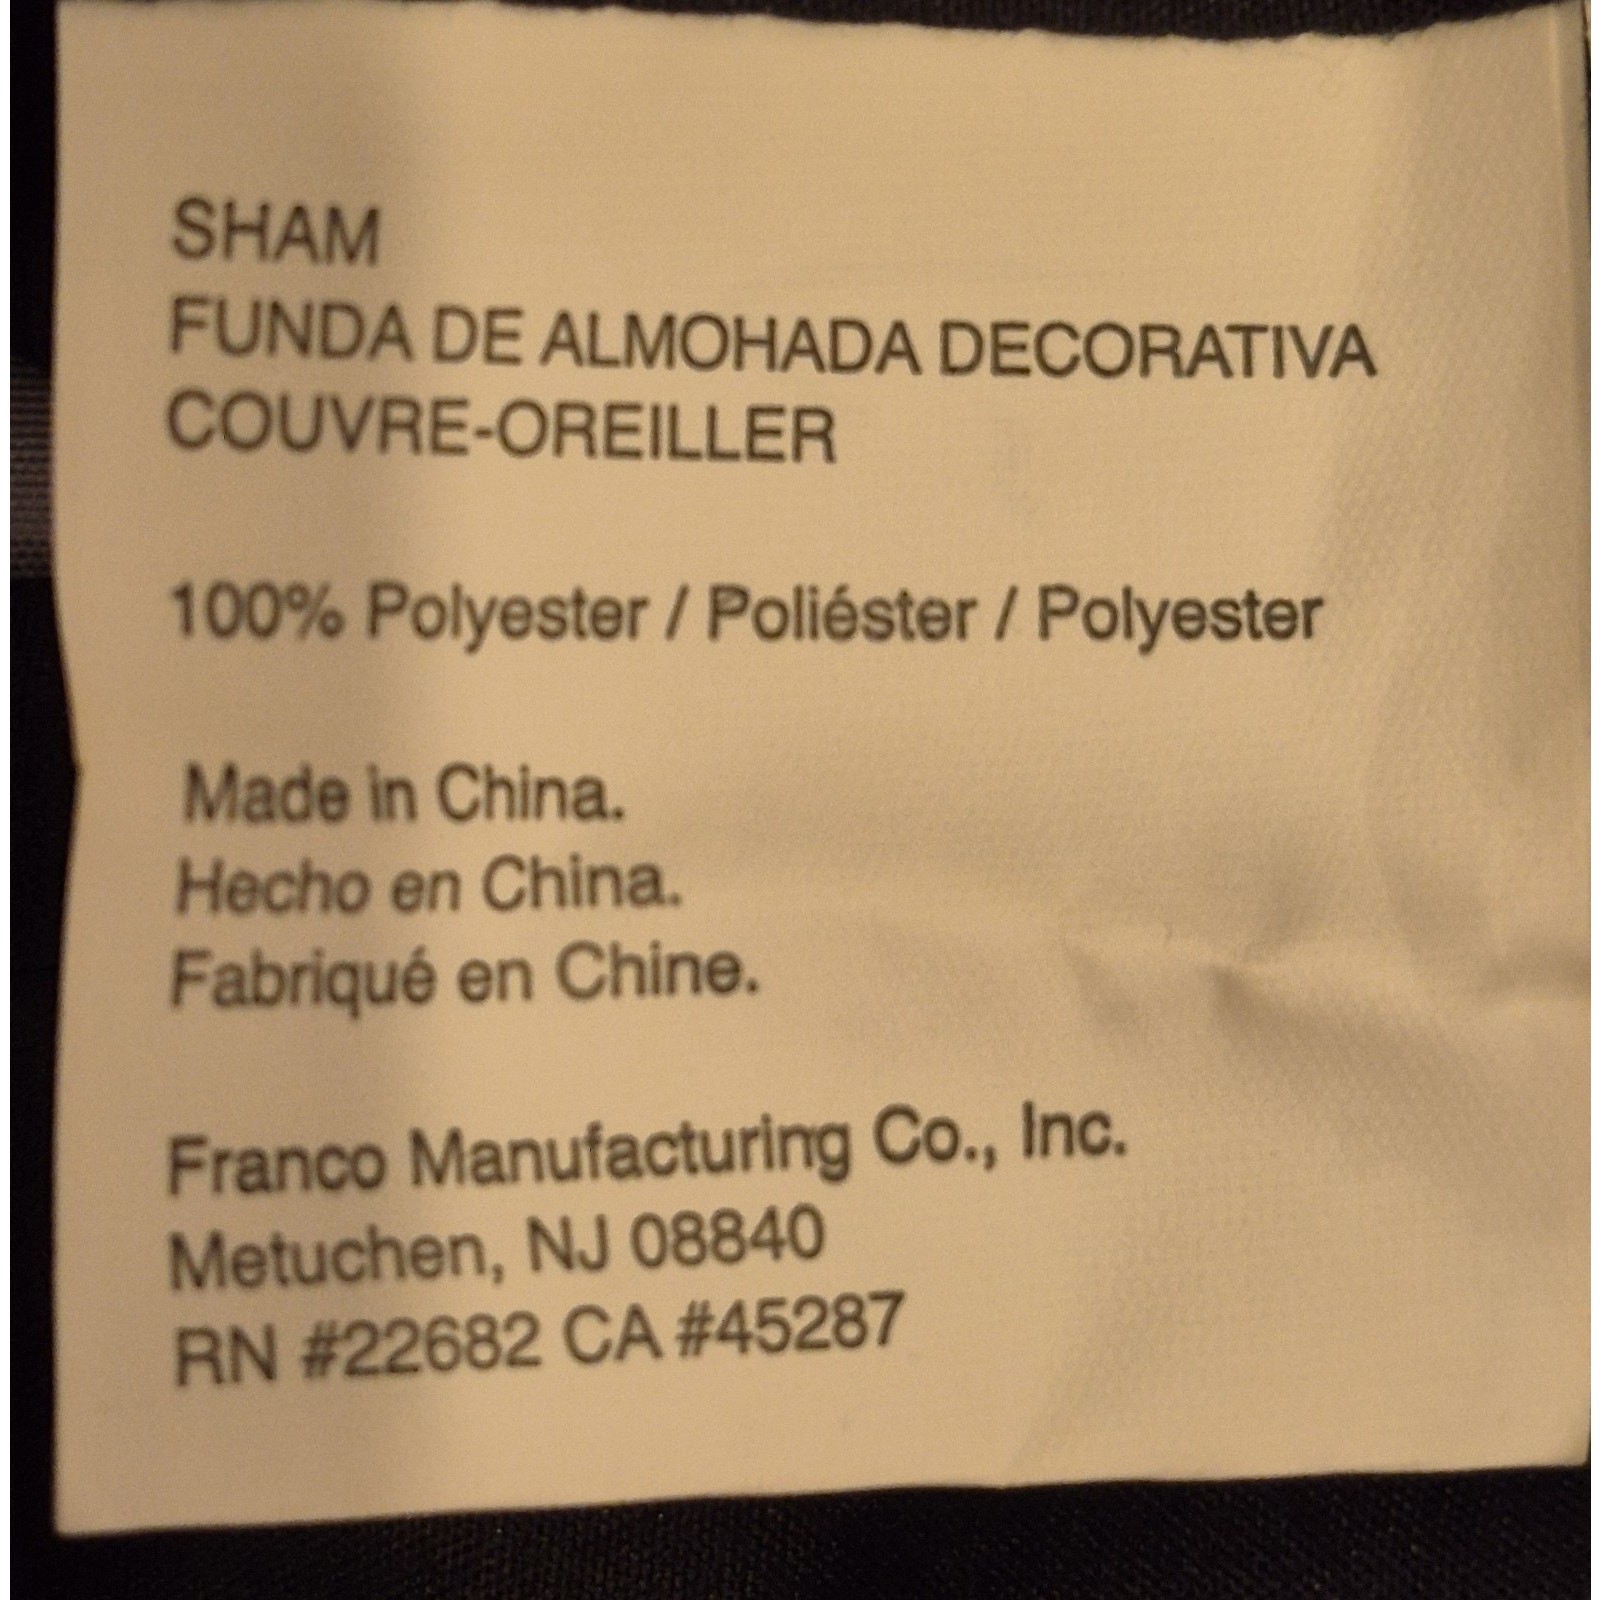 SHAM
FUNDA DE ALMOHADA DECORATIVA
COUVRE-OREILLER
100% Polyester / Poliéster / Polyester
Made in China.
Hecho en China.
Fabriqué en Chine.
Franco Manufacturing Co., Inc.
Metuchen, NJ 08840
RN #22682 CA #45287